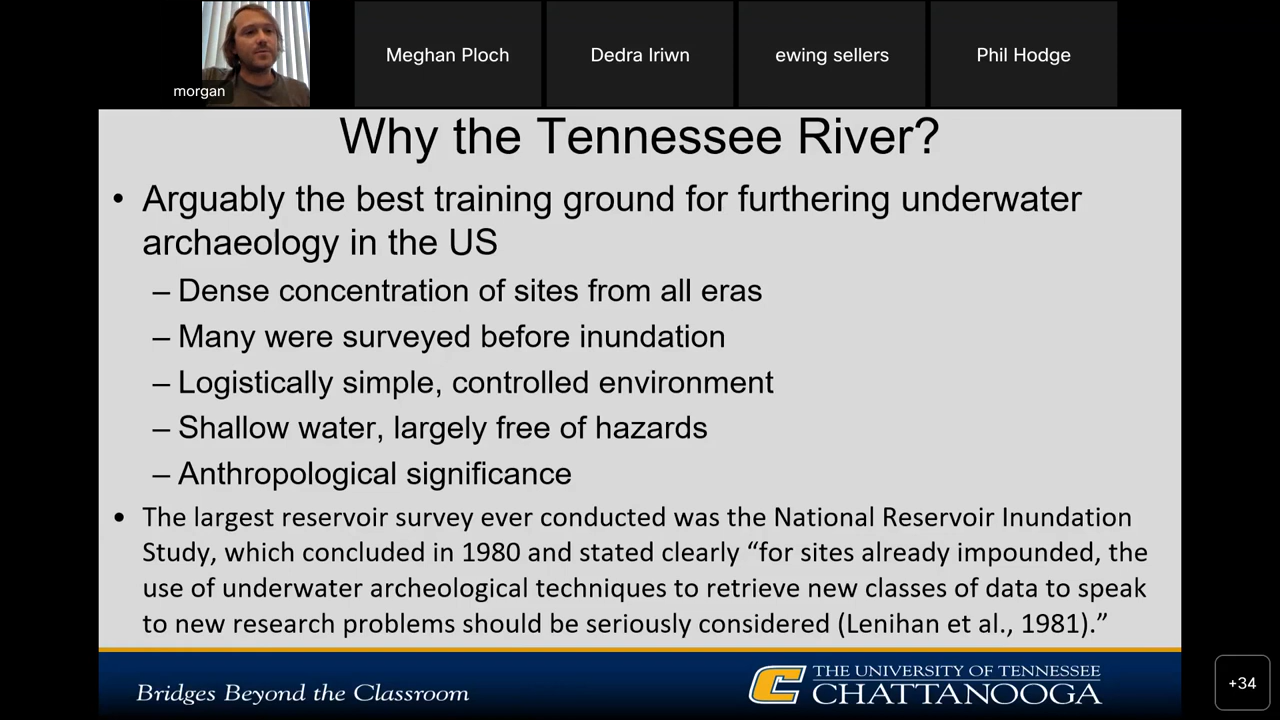 morgan
Meghan Ploch
Dedra Iriwn
ewing sellers
Phil Hodge
Why the Tennessee River?
• Arguably the best training ground for furthering underwater
archaeology in the US
– Dense concentration of sites from all eras
– Many were surveyed before inundation
– Logistically simple, controlled environment
– Shallow water, largely free of hazards
– Anthropological significance
• The largest reservoir survey ever conducted was the National Reservoir Inundation
Study, which concluded in 1980 and stated clearly “for sites already impounded, the
use of underwater archeological techniques to retrieve new classes of data to speak
to new research problems should be seriously considered (Lenihan et al., 1981).”
Bridges Beyond the Classroom
THE UNIVERSITY OF TENNESSEE
CHATTANOOGA
+34